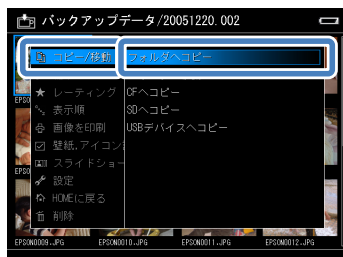 バックアップデータ/20051220.002
コピー/移動
フォルダへコピー
★ レーティング
CFへコピー
表示順
SDへコピー
画像を印刷
USBデバイスへコピー
壁紙,アイコン
スライドショー
設定
HOMEに戻る
削除
EPSO
EPSO
EPSON0009.JPG
EPSON0010.JPG
EPSON0011.JPG
EPSON0012.JPG